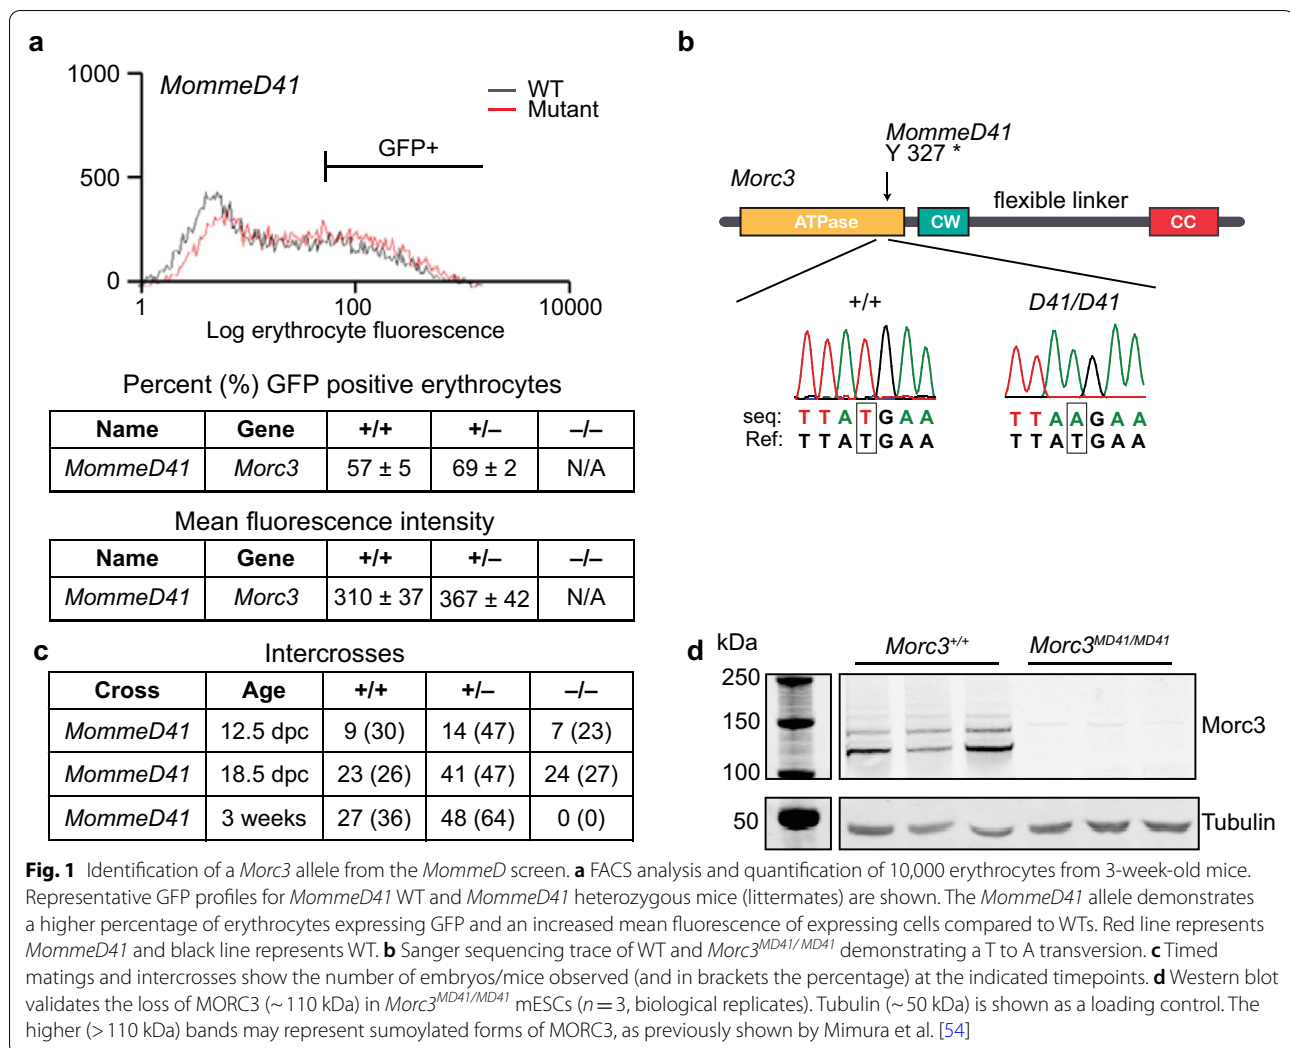 a
1000
MommeD41
WT
Mutant
GFP+
500
0
1
100
10000
Log erythrocyte fluorescence
Percent (%) GFP positive erythrocytes
Name Gene +/+ +/– –/–
MommeD41 Morc3 57 ± 5 69 ± 2 N/A
Mean fluorescence intensity
Name Gene +/+ +/– –/–
MommeD41 Morc3 310 ± 37 367 ± 42 N/A
b
MommeD41
Y 327 *
Morc3
flexible linker
ATPase CW CC
+/+ D41/D41
seq: T T A T G A A T T A A G A A
Ref: T T A T G A A T T A T G A A
c Intercrosses
Cross Age +/+ +/– –/–
MommeD41 12.5 dpc 9 (30) 14 (47) 7 (23)
MommeD41 18.5 dpc 23 (26) 41 (47) 24 (27)
MommeD41 3 weeks 27 (36) 48 (64) 0 (0)
d kDa Morc3+/+ Morc3MD41/MD41
250
150
Morc3
100
50
Tubulin
Fig. 1 Identification of a Morc3 allele from the MommeD screen. a FACS analysis and quantification of 10,000 erythrocytes from 3-week-old mice.
Representative GFP profiles for MommeD41 WT and MommeD41 heterozygous mice (littermates) are shown. The MommeD41 allele demonstrates
a higher percentage of erythrocytes expressing GFP and an increased mean fluorescence of expressing cells compared to WTs. Red line represents
MommeD41 and black line represents WT. b Sanger sequencing trace of WT and Morc3MD41/ MD41 demonstrating a T to A transversion. c Timed
matings and intercrosses show the number of embryos/mice observed (and in brackets the percentage) at the indicated timepoints. d Western blot
validates the loss of MORC3 (~ 110 kDa) in Morc3MD41/MD41 mESCs (n = 3, biological replicates). Tubulin (~ 50 kDa) is shown as a loading control. The
higher (> 110 kDa) bands may represent sumoylated forms of MORC3, as previously shown by Mimura et al. [54]